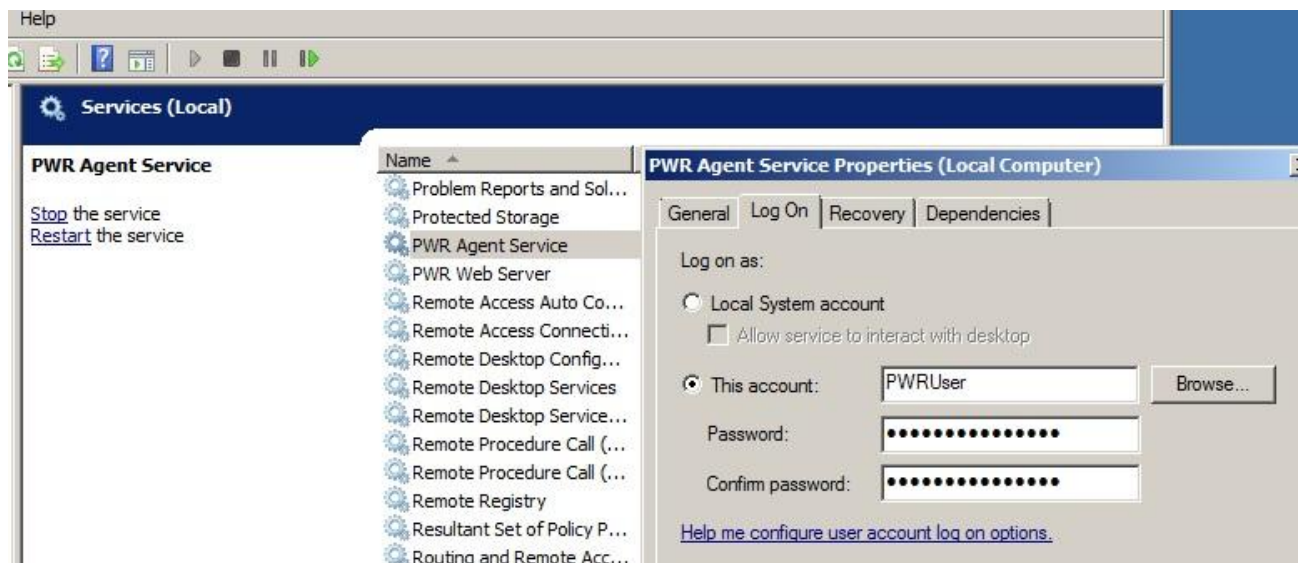 Help
Services (Local)
PWR Agent Service
Stop the service
Restart the service
Name
Problem Reports and Sol...
Protected Storage
PWR Agent Service
PWR Web Server
Remote Access Auto Co...
Remote Access Connecti...
Remote Desktop Config...
Remote Desktop Services
Remote Desktop Service...
Remote Procedure Call (...
Remote Procedure Call (...
Remote Registry
Resultant Set of Policy P...
Routing and Remote Acc...
PWR Agent Service Properties (Local Computer)
General Log On Recovery Dependencies
Log on as:
Local System account
Allow service to interact with desktop
This account: PWRUser Browse...
Password: •••••••••••••••
Confirm password: •••••••••••••••
Help me configure user account log on options.